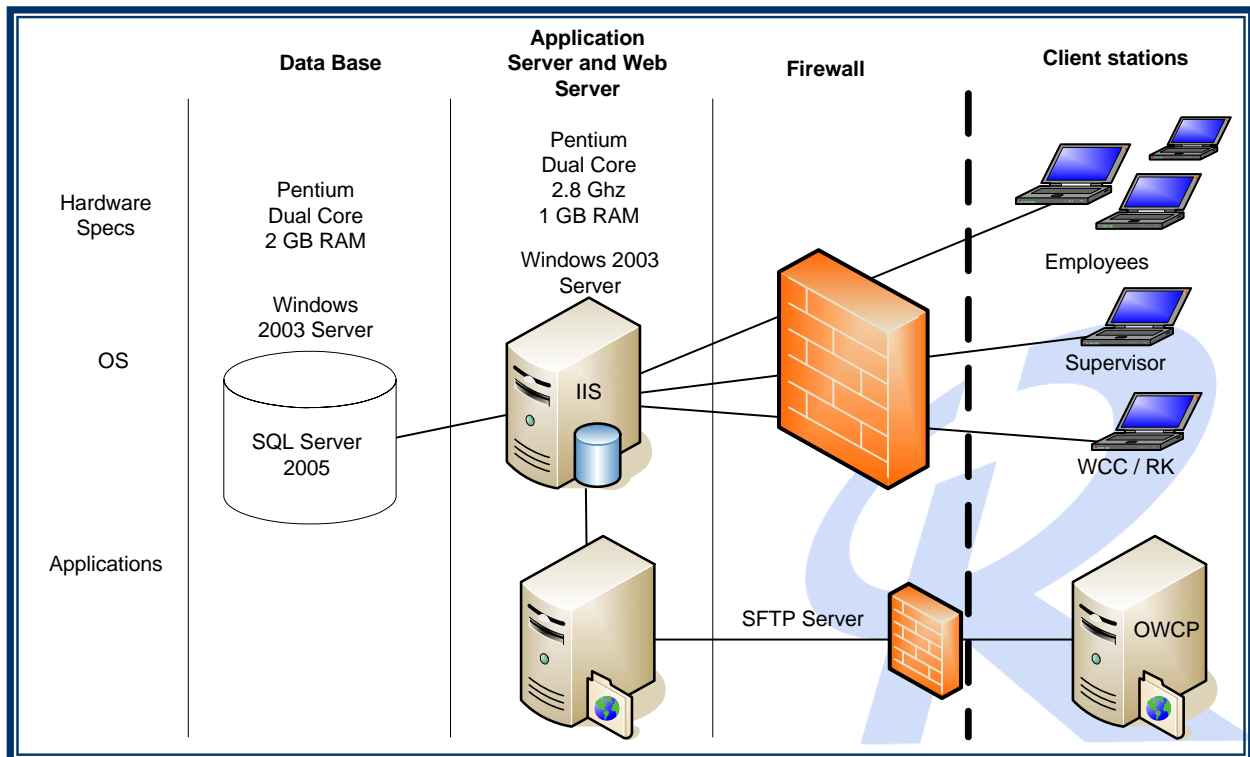 Data Base
Application
Server and Web
Server
Firewall
Client stations
Hardware
Specs
Pentium
Dual Core
2 GB RAM
Pentium
Dual Core
2.8 Ghz
1 GB RAM
Employees
OS
Windows
2003 Server
Windows 2003
Server
SQL Server
2005
IIS
Supervisor
WCC / RK
Applications
SFTP Server
OWCP